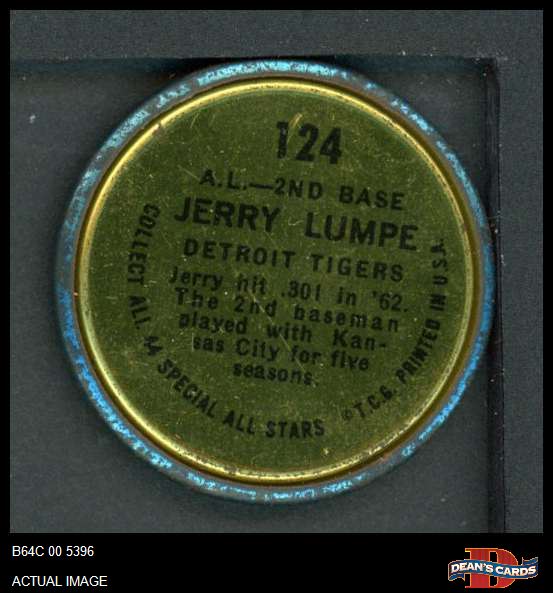 124
A.L.—2ND BASE
JERRY LUMPE
DETROIT TIGERS
Jerry hit .301 in '62.
The 2nd baseman
played with Kan-
sas City for five
seasons.
COLLECT ALL 44 SPECIAL ALL STARS
©T.C.G. PRINTED IN U.S.A.
B64C 00 5396
ACTUAL IMAGE
D
DEAN'S CARDS